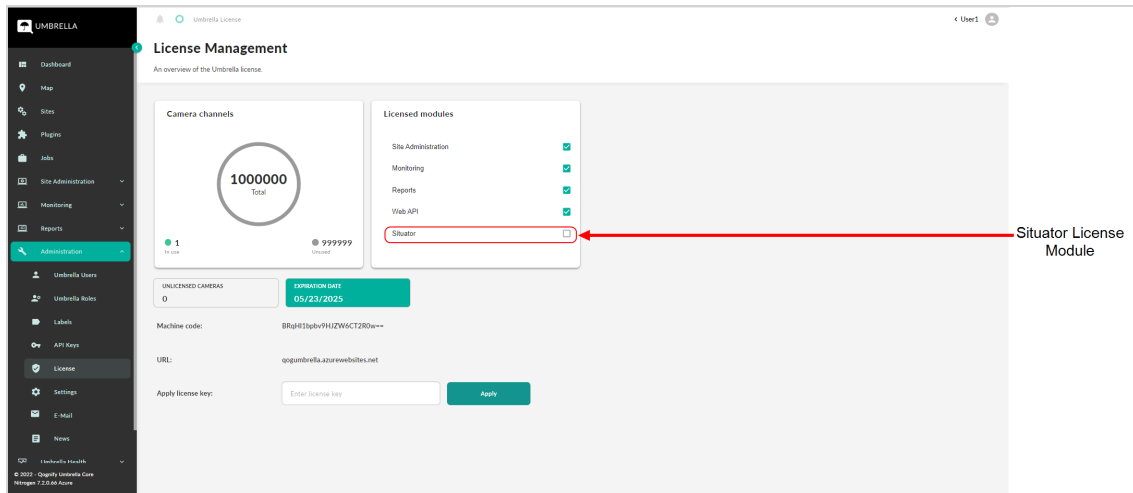 UMBRELLA
Umbrella License
User1
License Management
An overview of the Umbrella license.
Dashboard
Map
Sites
Plugins
Jobs
Site Administration
Monitoring
Reports
Administration
Umbrella Users
Umbrella Roles
Labels
API Keys
License
Settings
E-Mail
News
Umbrella Health
© 2022 - Qognify Umbrella Core
Nitrogen 7.2.0.66 Azure
Camera channels
1000000
Total
1
In use
999999
Unused
Licensed modules
Site Administration
Monitoring
Reports
Web API
Situator
Situator License
Module
UNLICENSED CAMERAS
0
EXPIRATION DATE
05/23/2025
Machine code: BRqHI1bpbv9HJZW6CT2R0w==
URL: qogumbrella.azurewebsites.net
Apply license key: Enter license key Apply